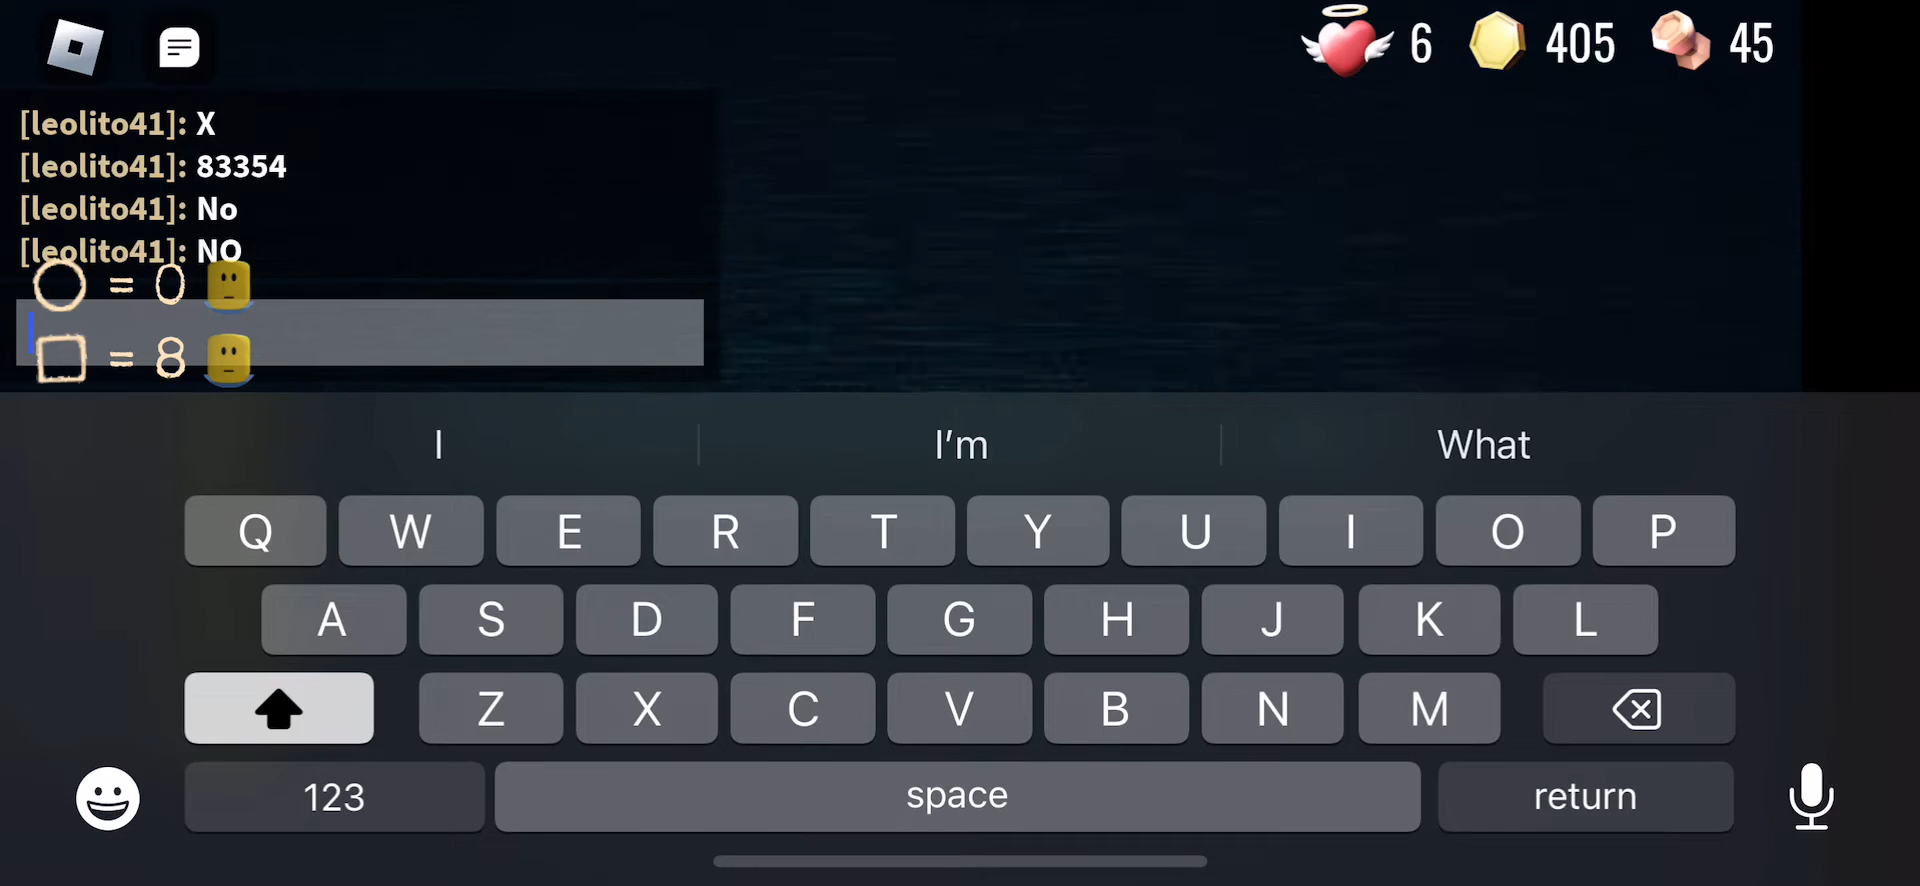 6 405 45
[leolito41]: X
[leolito41]: 83354
[leolito41]: No
[leolito41]: NO
= 0
= 8
I I'm What
Q W E R T Y U I O P
A S D F G H J K L
Z X C V B N M
123 space return